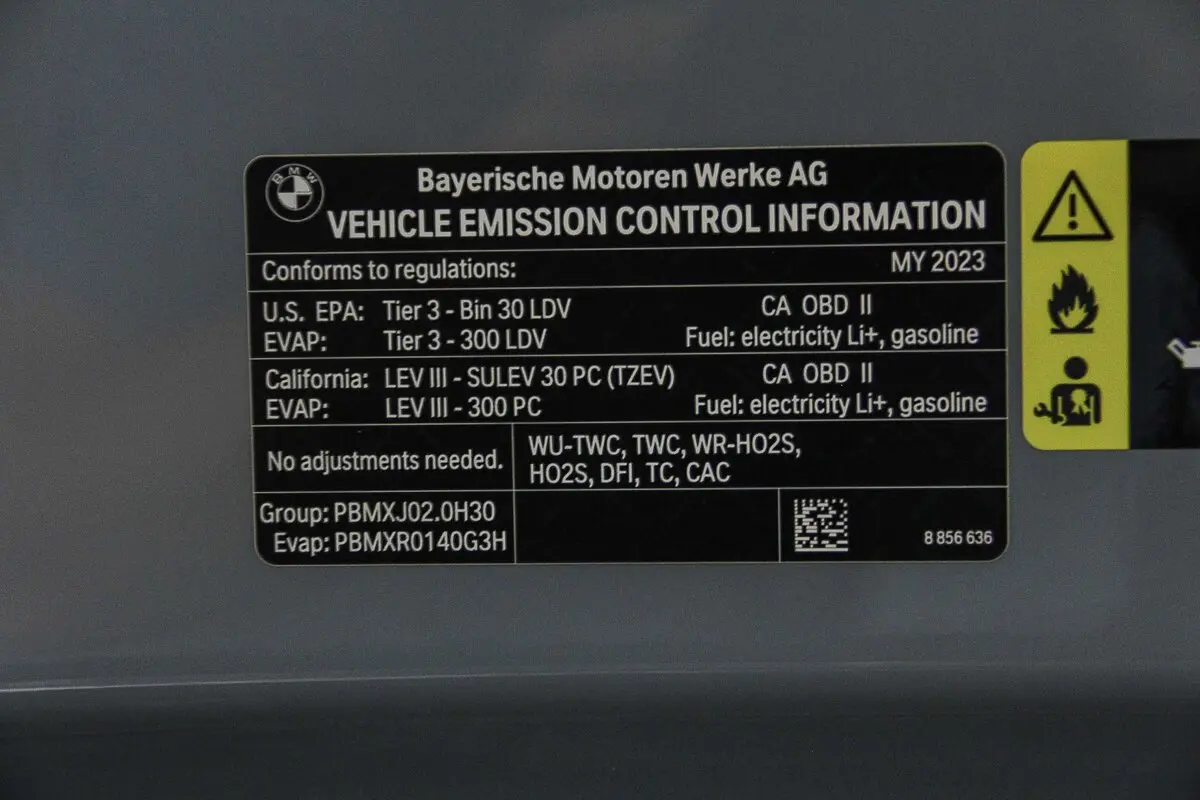 BMW
Bayerische Motoren Werke AG
VEHICLE EMISSION CONTROL INFORMATION
Conforms to regulations: MY 2023
U.S. EPA: Tier 3 - Bin 30 LDV CA OBD II
EVAP: Tier 3 - 300 LDV Fuel: electricity Li+, gasoline
California: LEV III - SULEV 30 PC (TZEV) CA OBD II
EVAP: LEV III - 300 PC Fuel: electricity Li+, gasoline
No adjustments needed.
WU-TWC, TWC, WR-HO2S,
HO2S, DFI, TC, CAC
Group: PBMXJ02.0H30
Evap: PBMXR0140G3H
8 856 636